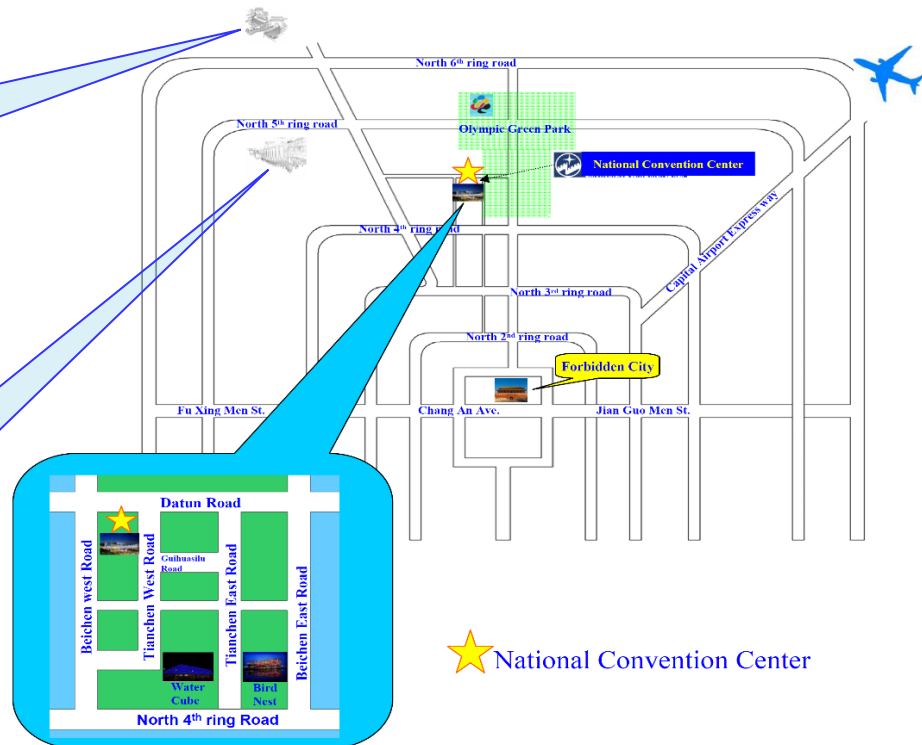 North 6th ring road
North 5th ring road
Olympic Green Park
National Convention Center
North 4th ring road
Capital Airport Express way
North 3rd ring road
North 2nd ring road
Forbidden City
Fu Xing Men St.
Chang An Ave.
Jian Guo Men St.
Datun Road
Beichen west Road
Tianchen West Road
Guihuasilu
Road
Tianchen East Road
Beichen East Road
Water
Cube
Bird
Nest
North 4th ring Road
National Convention Center